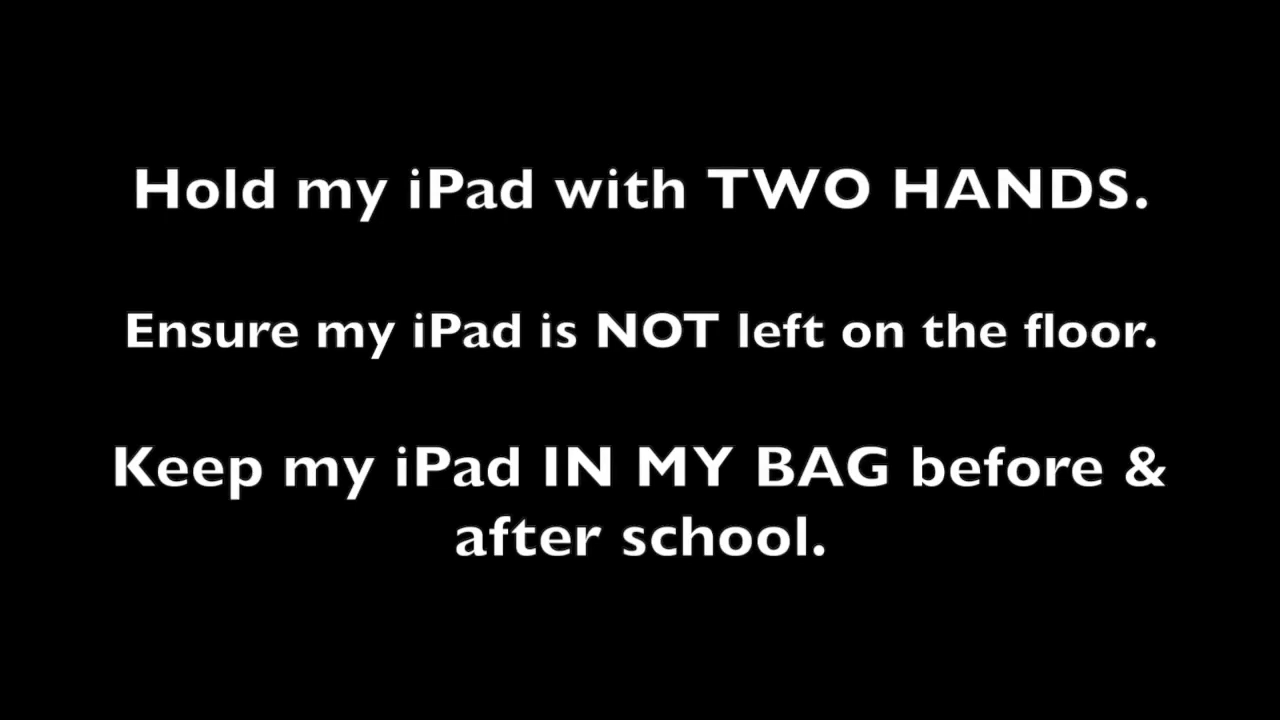 Hold my iPad with TWO HANDS.
Ensure my iPad is NOT left on the floor.
Keep my iPad IN MY BAG before &
after school.